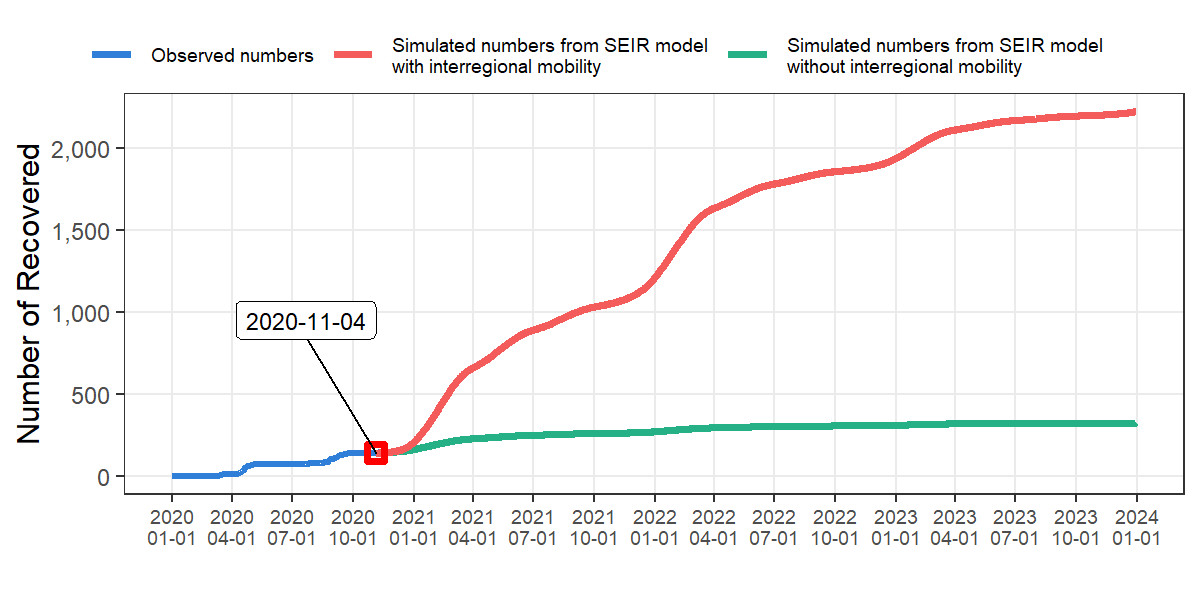 Observed numbers
Simulated numbers from SEIR model
with interregional mobility
Simulated numbers from SEIR model
without interregional mobility
Number of Recovered
2,000
1,500
1,000
500
0
2020-11-04
2020 2020 2020 2020 2021 2021 2021 2021 2022 2022 2022 2022 2023 2023 2023 2023 2024
01-01 04-01 07-01 10-01 01-01 04-01 07-01 10-01 01-01 04-01 07-01 10-01 01-01 04-01 07-01 10-01 01-01